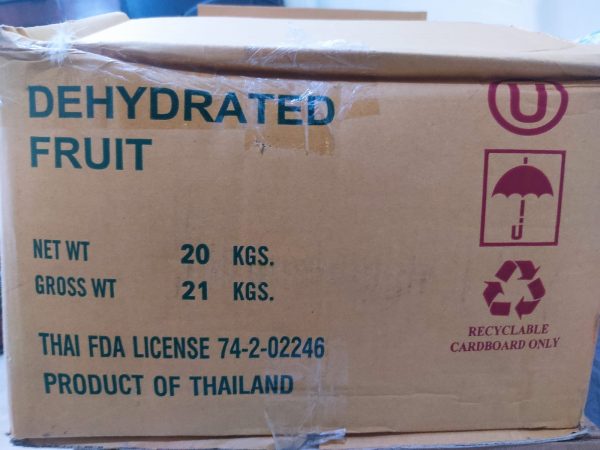 DEHYDRATED
FRUIT
U
NET WT 20 KGS.
GROSS WT 21 KGS.
THAI FDA LICENSE 74-2-02246
PRODUCT OF THAILAND
RECYCLABLE
CARDBOARD ONLY